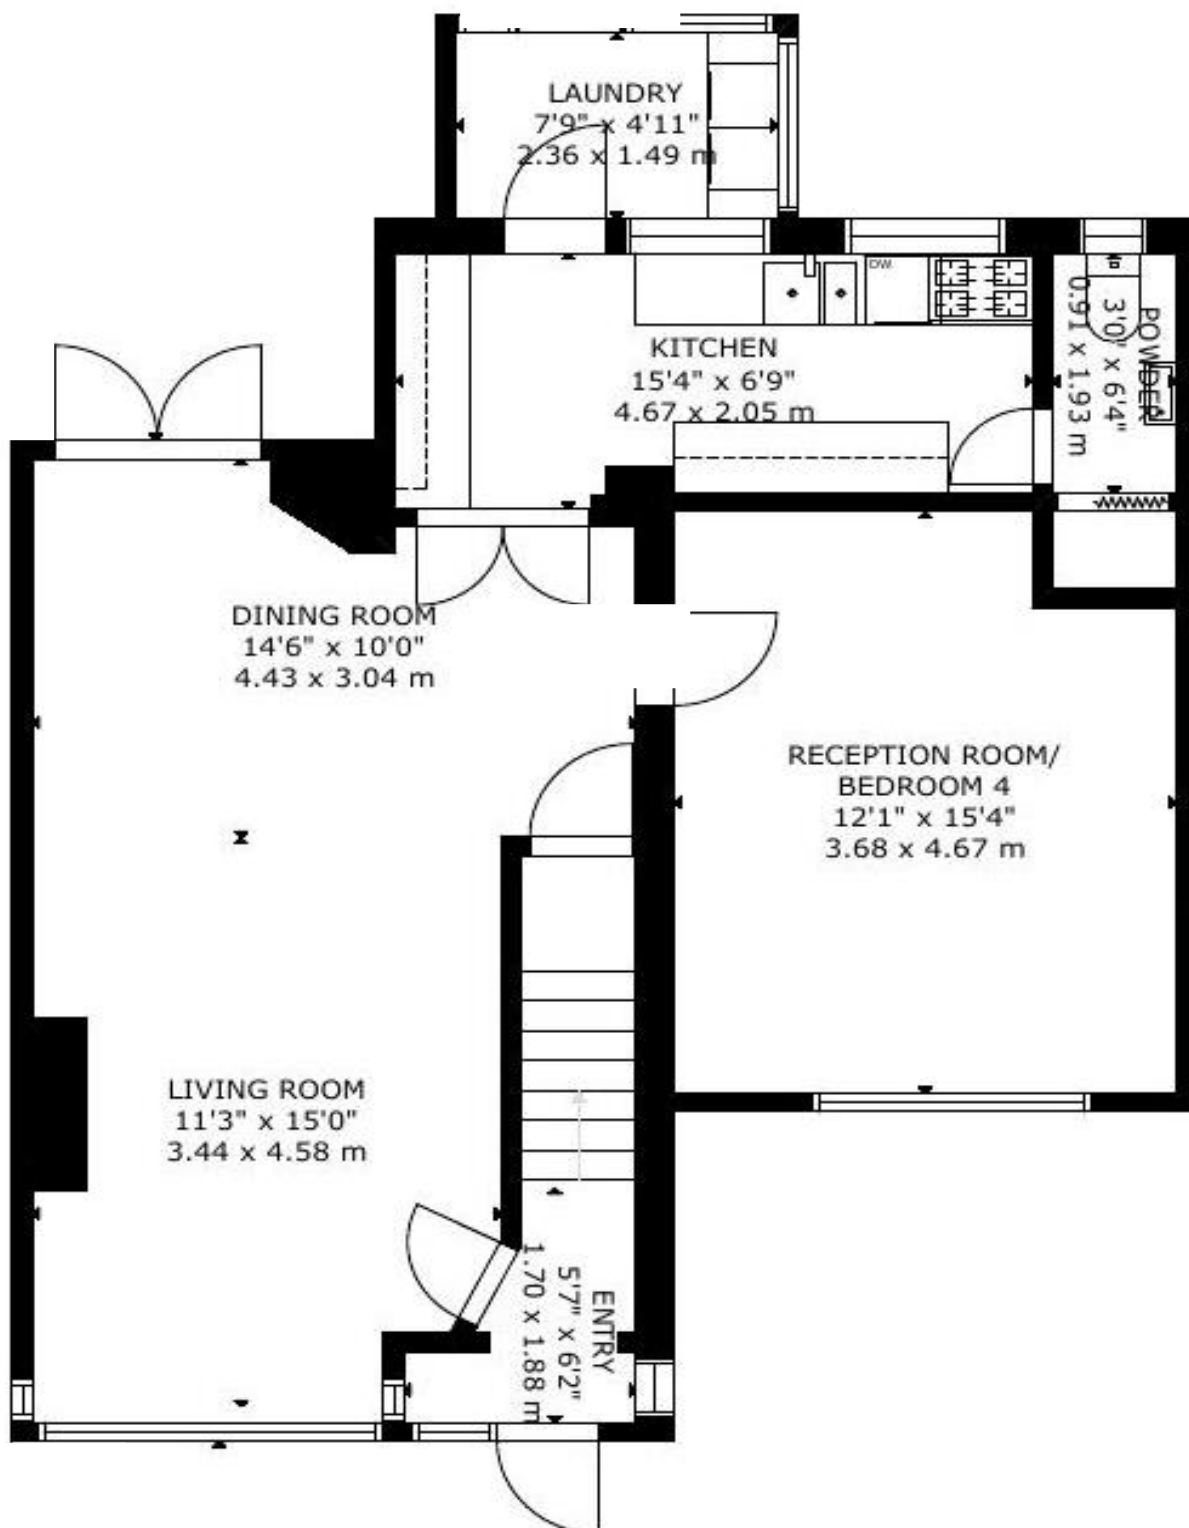 LAUNDRY
7'9" x 4'11"
2.36 x 1.49 m
DW.
KITCHEN
15'4" x 6'9"
4.67 x 2.05 m
POWDER
3'0" x 6'4"
0.91 x 1.93 m
DINING ROOM
14'6" x 10'0"
4.43 x 3.04 m
RECEPTION ROOM/
BEDROOM 4
12'1" x 15'4"
3.68 x 4.67 m
LIVING ROOM
11'3" x 15'0"
3.44 x 4.58 m
ENTRY
5'7" x 6'2"
1.70 x 1.88 m